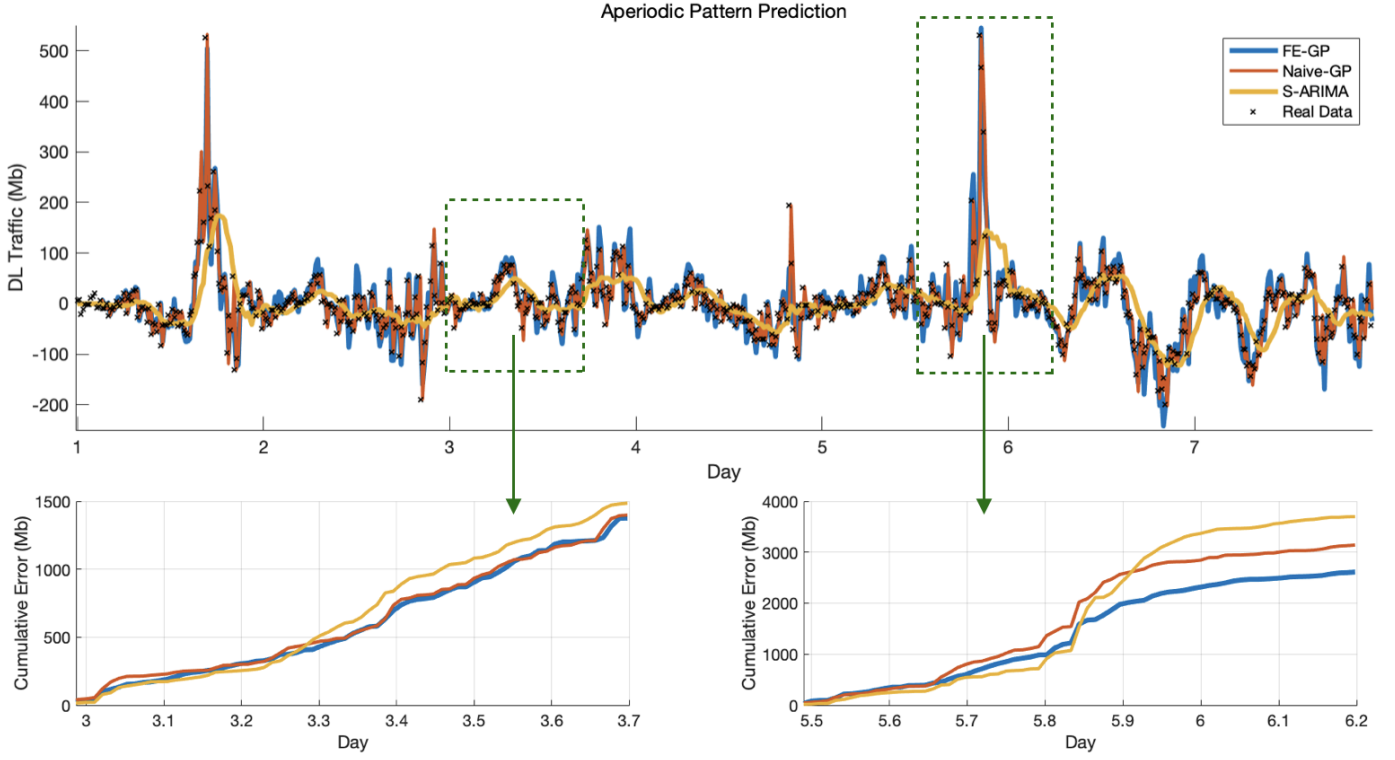 Aperiodic Pattern Prediction
DL Traffic (Mb)
500
400
300
200
100
0
-100
-200
1 2 3 4 5 6 7
Day
FE-GP
Naive-GP
S-ARIMA
Real Data
Cumulative Error (Mb)
1500
1000
500
0
3 3.1 3.2 3.3 3.4 3.5 3.6 3.7
Day
Cumulative Error (Mb)
4000
3000
2000
1000
0
5.5 5.6 5.7 5.8 5.9 6 6.1 6.2
Day